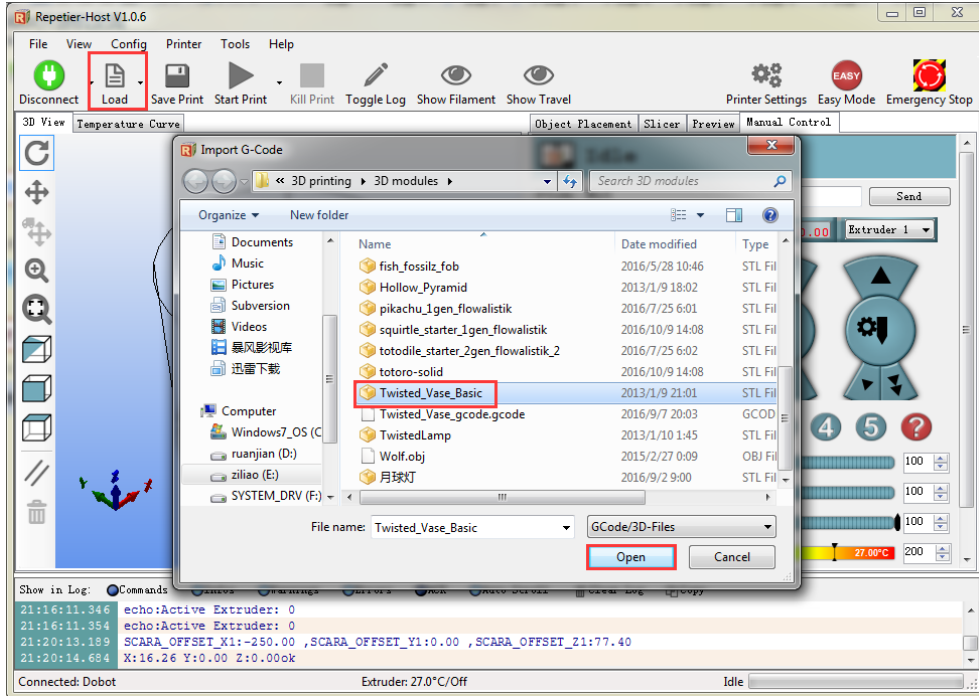 Repetier-Host V1.0.6
File View Config Printer Tools Help
Disconnect Load Save Print Start Print Kill Print Toggle Log Show Filament Show Travel Printer Settings Easy Mode Emergency Stop
EASY
3D View Temperature Curve Object Placement Slicer Preview Manual Control
Import G-Code
Idle
« 3D printing 3D modules Search 3D modules
Send
Organize New folder
Extruder 1
Name Date modified Type
Documents
Music
Pictures
Subversion
Videos
暴风影视库
迅雷下载
Computer
Windows7_OS (C
ruanjian (D:)
ziliao (E:)
SYSTEM_DRV (F:)
fish_fossilz_fob 2016/5/28 10:46 STL Fil
Hollow_Pyramid 2013/1/9 18:02 STL Fil
pikachu_1gen_flowalistik 2016/7/25 6:01 STL Fil
squirtle_starter_1gen_flowalistik 2016/10/9 14:08 STL Fil
totodile_starter_2gen_flowalistik_2 2016/7/25 6:02 STL Fil
totoro-solid 2016/10/9 14:08 STL Fil
Twisted_Vase_Basic 2013/1/9 21:01 STL Fil
Twisted_Vase_gcode.gcode 2016/9/7 20:03 GCOD
TwistedLamp 2013/1/10 1:45 STL Fil
Wolf.obj 2015/2/27 0:09 OBJ Fil
月球灯 2016/9/2 9:00 STL Fil
4 5 ?
100
100
100
27.00°C 200
File name: Twisted_Vase_Basic GCode/3D-Files
Open Cancel
Show in Log: Commands
21:16:11.346 echo:Active Extruder: 0
21:16:11.354 echo:Active Extruder: 0
21:20:13.189 SCARA_OFFSET_X1:-250.00 ,SCARA_OFFSET_Y1:0.00 ,SCARA_OFFSET_Z1:77.40
21:20:14.684 X:16.26 Y:0.00 Z:0.00ok
Connected: Dobot Extruder: 27.0°C/Off Idle